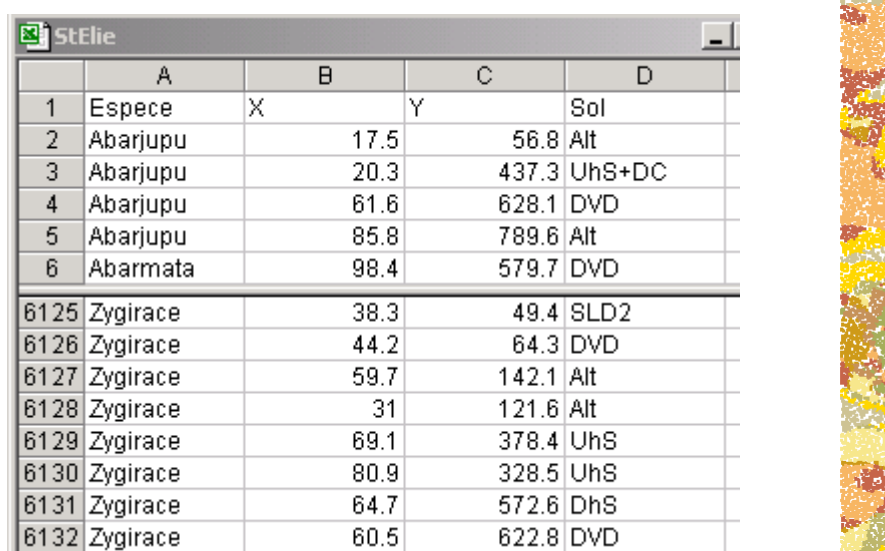 StElie
A B C D
1 Espece X Y Sol
2 Abarjupu 17.5 56.8 Alt
3 Abarjupu 20.3 437.3 UhS+DC
4 Abarjupu 61.6 628.1 DVD
5 Abarjupu 85.8 789.6 Alt
6 Abarmata 98.4 579.7 DVD
6125 Zygirace 38.3 49.4 SLD2
6126 Zygirace 44.2 64.3 DVD
6127 Zygirace 59.7 142.1 Alt
6128 Zygirace 31 121.6 Alt
6129 Zygirace 69.1 378.4 UhS
6130 Zygirace 80.9 328.5 UhS
6131 Zygirace 64.7 572.6 DhS
6132 Zygirace 60.5 622.8 DVD